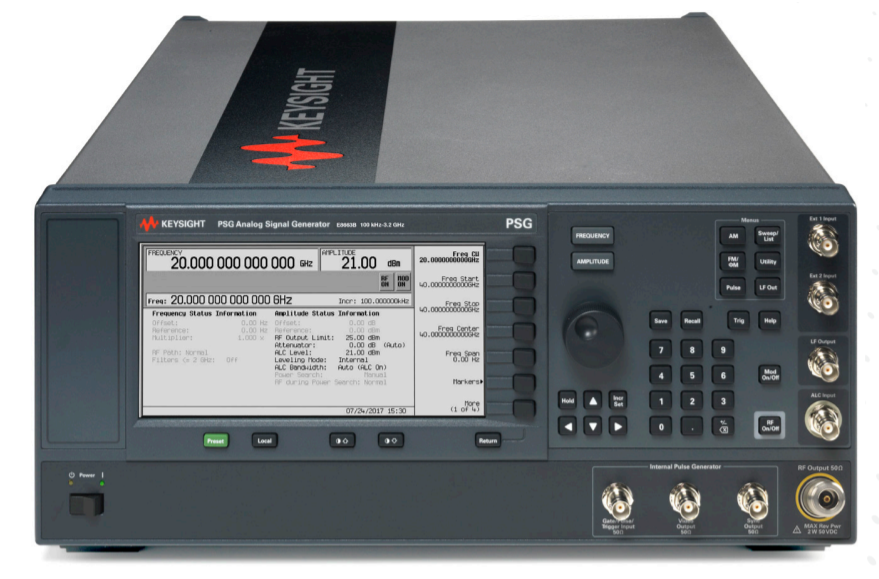 KEYSIGHT
KEYSIGHT PSG Analog Signal Generator E8663B 100 kHz-3.2 GHz PSG
FREQUENCY
20.000 000 000 000 GHz
AMPLITUDE
21.00 dBm
RF ON
MOD ON
Freq: 20.000 000 000 000 GHz Incr: 100.000000kHz
Frequency Status Information
Offset: 0.00 Hz
Reference: 0.00 Hz
Multiplier: 1.000 x
RF Path: Normal
Filters <> 2 GHz: Off
Amplitude Status Information
Offset: 0.00 dB
Reference: 0.00 dBm
RF Output Limit: 25.00 dBm
Attenuator: 0.00 dB (Auto)
ALC Level: 21.00 dBm
Leveling Mode: Internal
ALC Bandwidth: Auto (ALC On)
Power Search: Manual
RF during Power Search: Normal
07/24/2017 15:30
Freq CW
20.0000000000GHz
Freq Start
40.0000000000GHz
Freq Stop
40.0000000000GHz
Freq Center
40.0000000000GHz
Freq Span
0.00 Hz
Markers
More
(1 of 4)
Preset
Local
Return
Power
FREQUENCY
AMPLITUDE
Menus
AM
Sweep/
List
FM/
ΦM
Utility
Pulse
LF Out
Save
Recall
Trig
Help
7 8 9
4 5 6
1 2 3
0 .
Mod
On/Off
RF
On/Off
Hold
Incr
Set
Ext 1 Input
Ext 2 Input
LF Output
ALC Input
Internal Pulse Generator
Gate/Pulse/
Trigger Input
50Ω
Video
Output
50Ω
Sync
Output
50Ω
RF Output 50Ω
MAX Rev Pwr
2 W 50 VDC